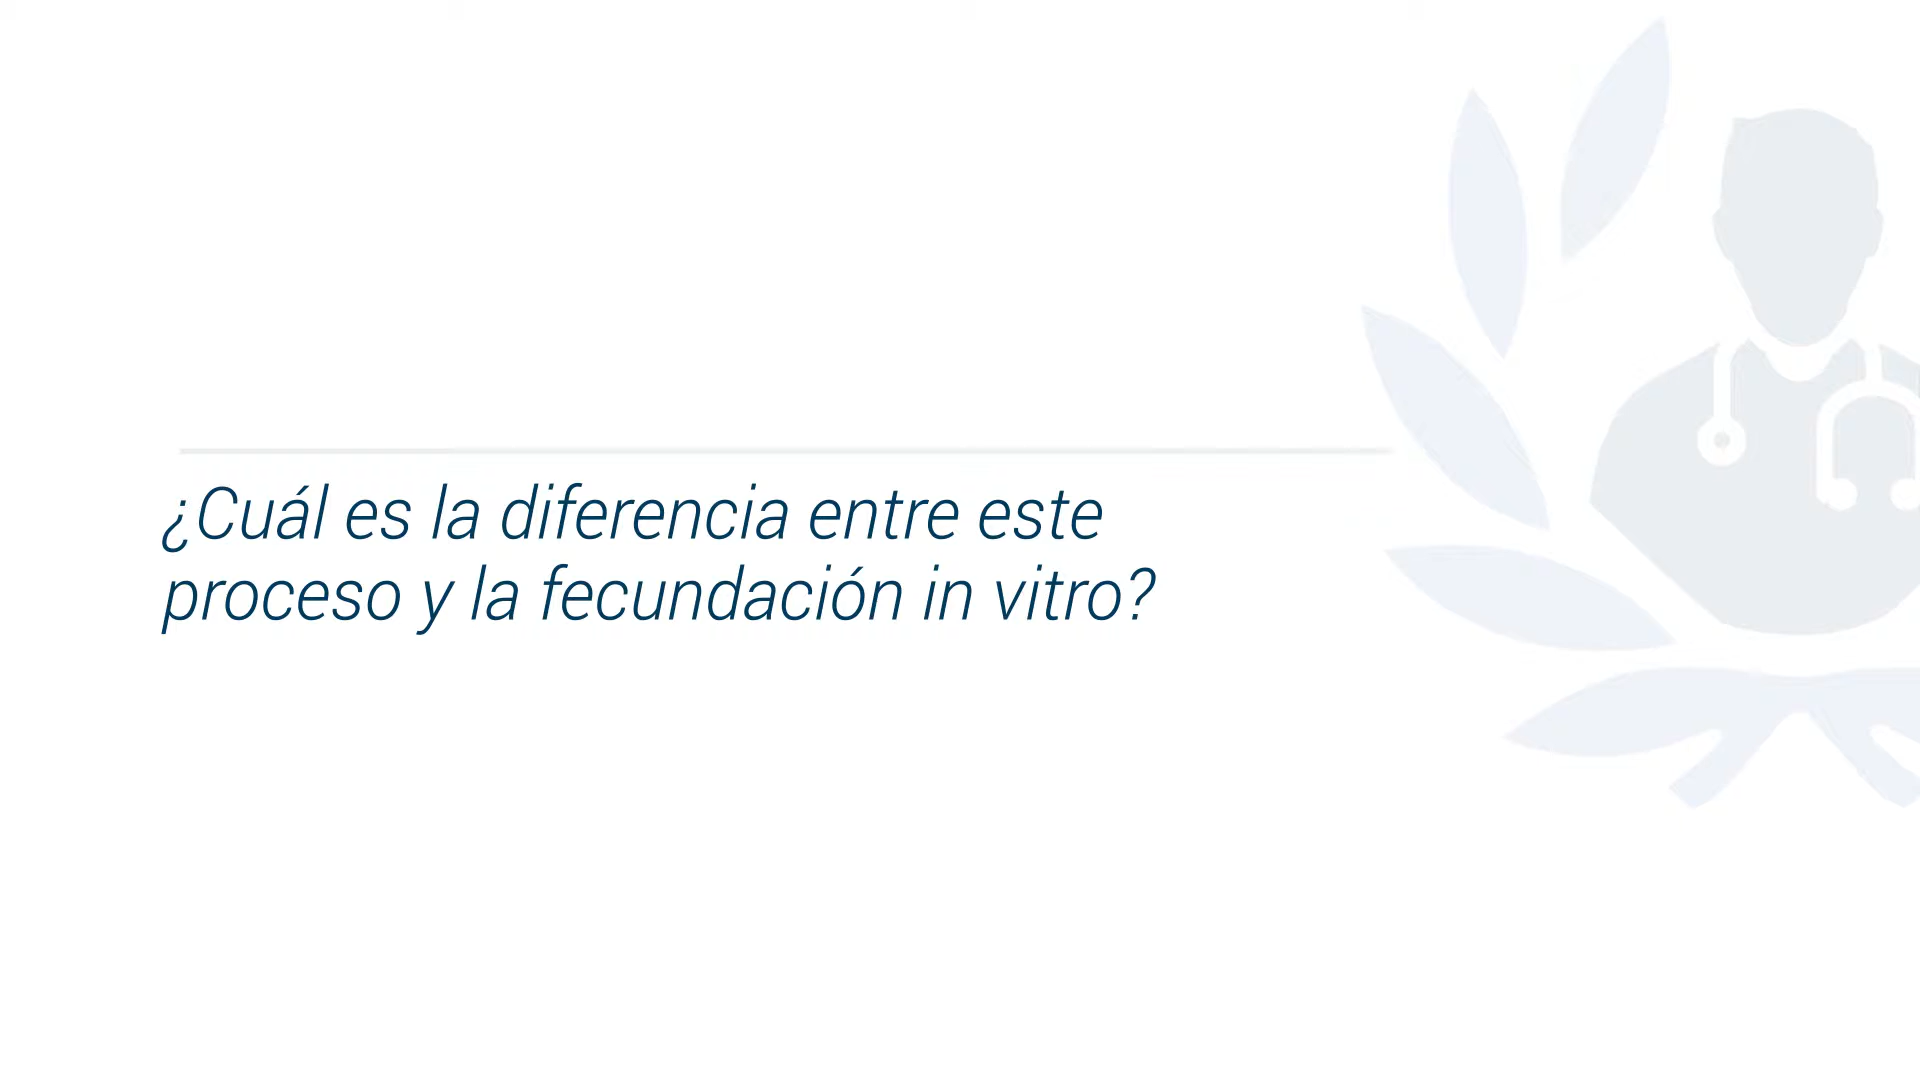 ¿Cuál es la diferencia entre este
proceso y la fecundación in vitro?